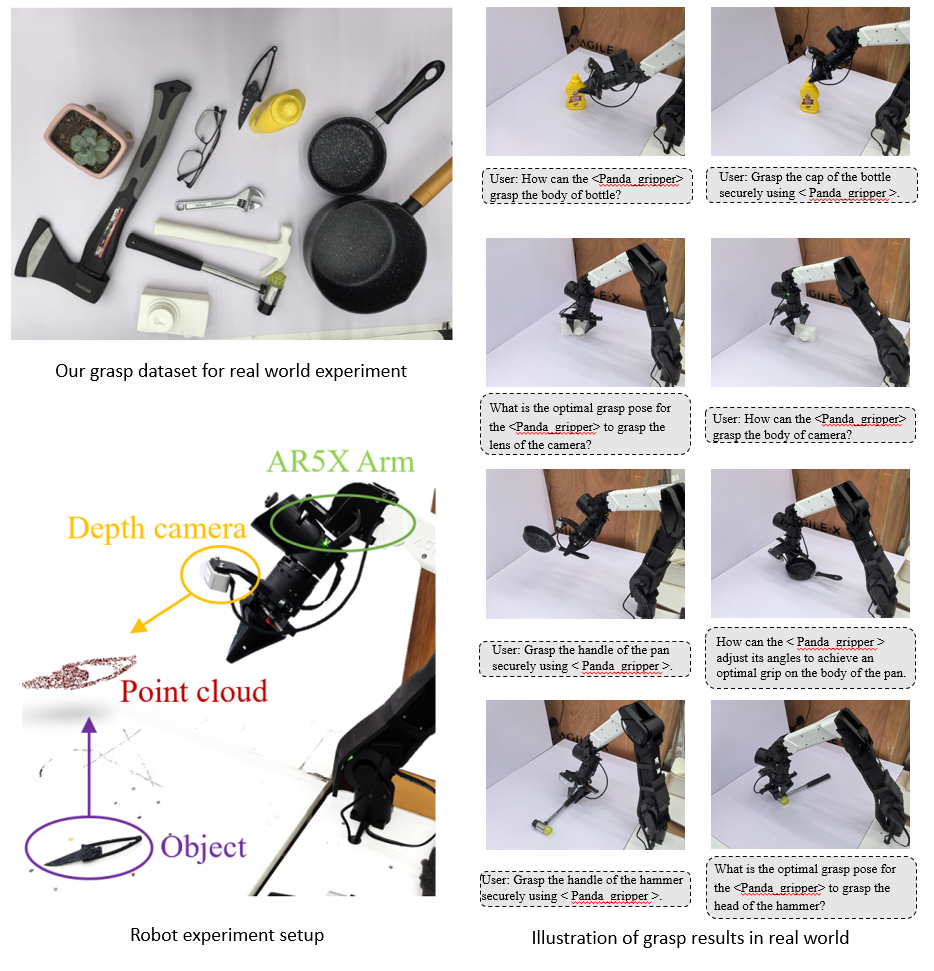 Our grasp dataset for real world experiment
AR5X Arm
Depth camera
Point cloud
Object
Robot experiment setup
AGILE
User: How can the <Panda_gripper>
grasp the body of bottle?
User: Grasp the cap of the bottle
securely using < Panda_gripper >.
GILE-X
What is the optimal grasp pose for
the <Panda_gripper> to grasp the
lens of the camera?
User: How can the <Panda_gripper>
grasp the body of camera?
GILE-X
User: Grasp the handle of the pan
securely using < Panda_gripper >.
How can the < Panda_gripper >
adjust its angles to achieve an
optimal grip on the body of the pan.
User: Grasp the handle of the hammer
securely using < Panda_gripper >.
What is the optimal grasp pose for
the <Panda_gripper> to grasp the
head of the hammer?
Illustration of grasp results in real world